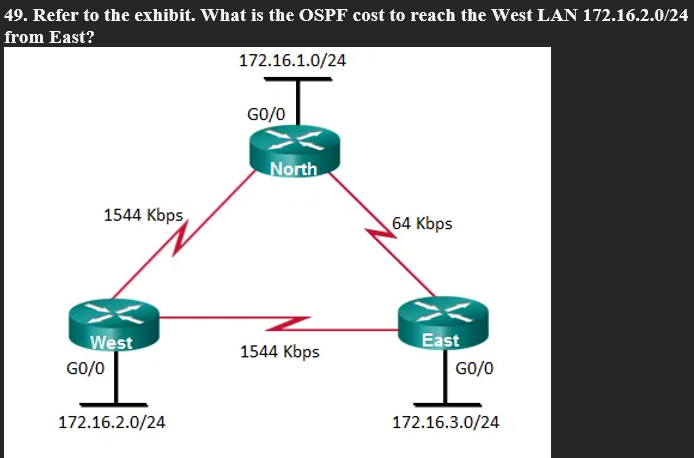 49. Refer to the exhibit. What is the OSPF cost to reach the West LAN 172.16.2.0/24
from East?
172.16.1.0/24
G0/0
North
1544 Kbps
64 Kbps
West
East
1544 Kbps
G0/0
G0/0
172.16.2.0/24
172.16.3.0/24